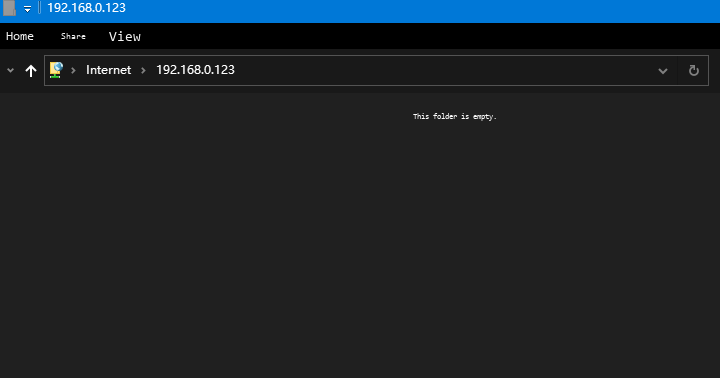 192.168.0.123
Home Share View
Internet 192.168.0.123
This folder is empty.